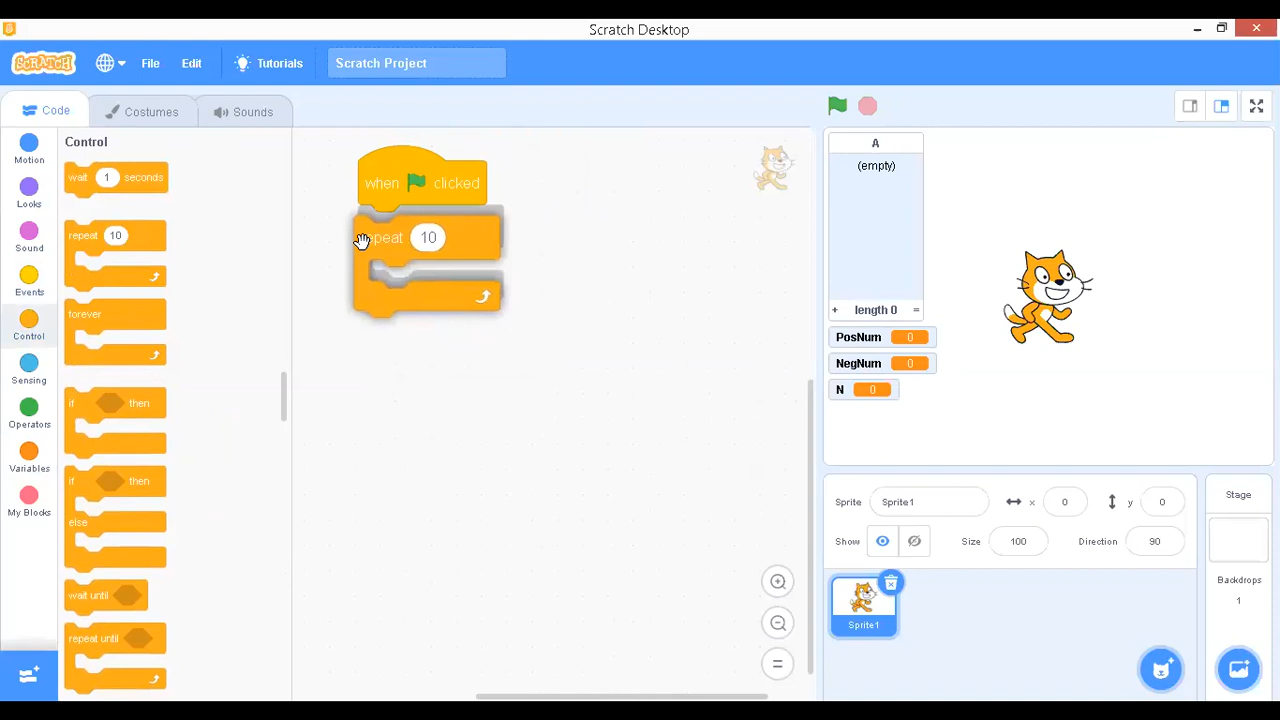 Scratch Desktop
SCRATCH
File
Edit
Tutorials
Scratch Project
Code
Costumes
Sounds
Motion
Looks
Sound
Events
Control
Sensing
Operators
Variables
My Blocks
Control
wait 1 seconds
repeat 10
forever
if then
if then
else
wait until
repeat until
when clicked
repeat 10
A
(empty)
+ length 0 =
PosNum 0
NegNum 0
N 0
Sprite Sprite1 x 0 y 0
Show Size 100 Direction 90
Sprite1
Stage
Backdrops
1